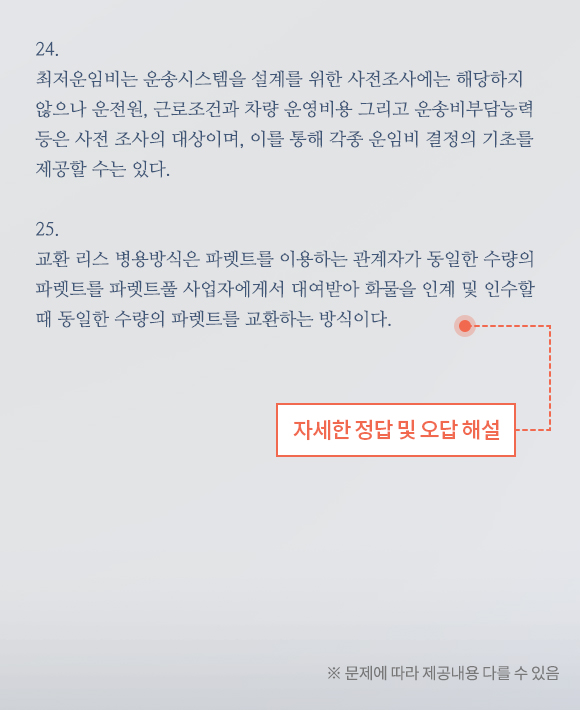 24.
최저운임비는 운송시스템을 설계를 위한 사전조사에는 해당하지
않으나 운전원, 근로조건과 차량 운영비용 그리고 운송비부담능력
등은 사전 조사의 대상이며, 이를 통해 각종 운임비 결정의 기초를
제공할 수는 있다.
25.
교환 리스 병용방식은 파렛트를 이용하는 관계자가 동일한 수량의
파렛트를 파렛트풀 사업자에게서 대여받아 화물을 인계 및 인수할
때 동일한 수량의 파렛트를 교환하는 방식이다.
자세한 정답 및 오답 해설
※ 문제에 따라 제공내용 다를 수 있음